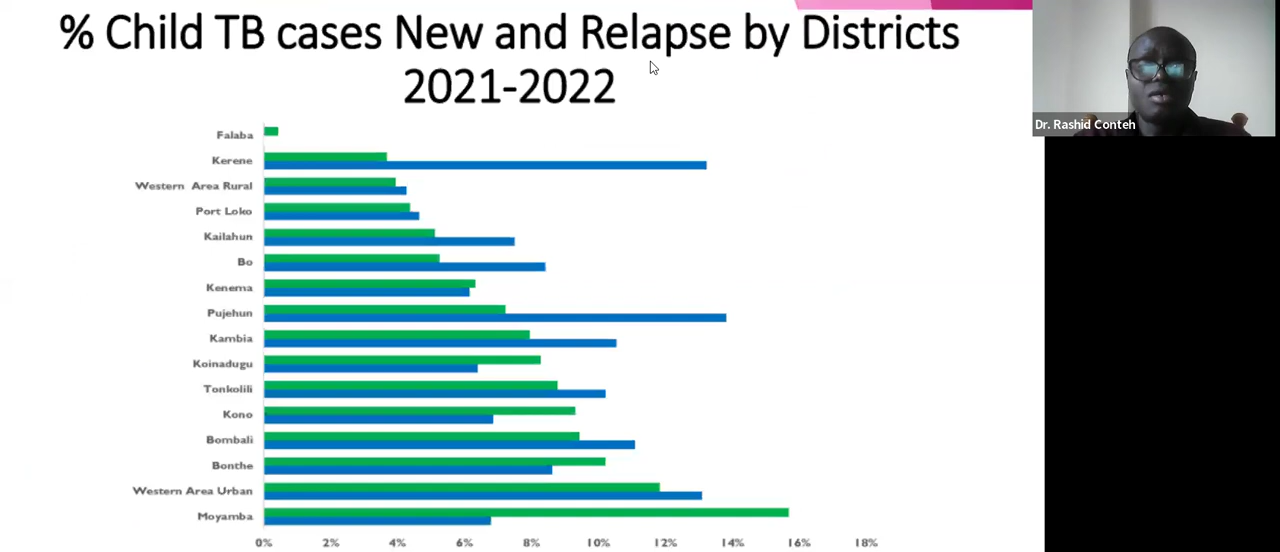 % Child TB cases New and Relapse by Districts
2021-2022
Dr. Rashid Conteh
Falaba
Kerene
Western Area Rural
Port Loko
Kailahun
Bo
Kenema
Pujehun
Kambia
Koinadugu
Tonkolili
Kono
Bombali
Bonthe
Western Area Urban
Moyamba
0% 2% 4% 6% 8% 10% 12% 14% 16% 18%